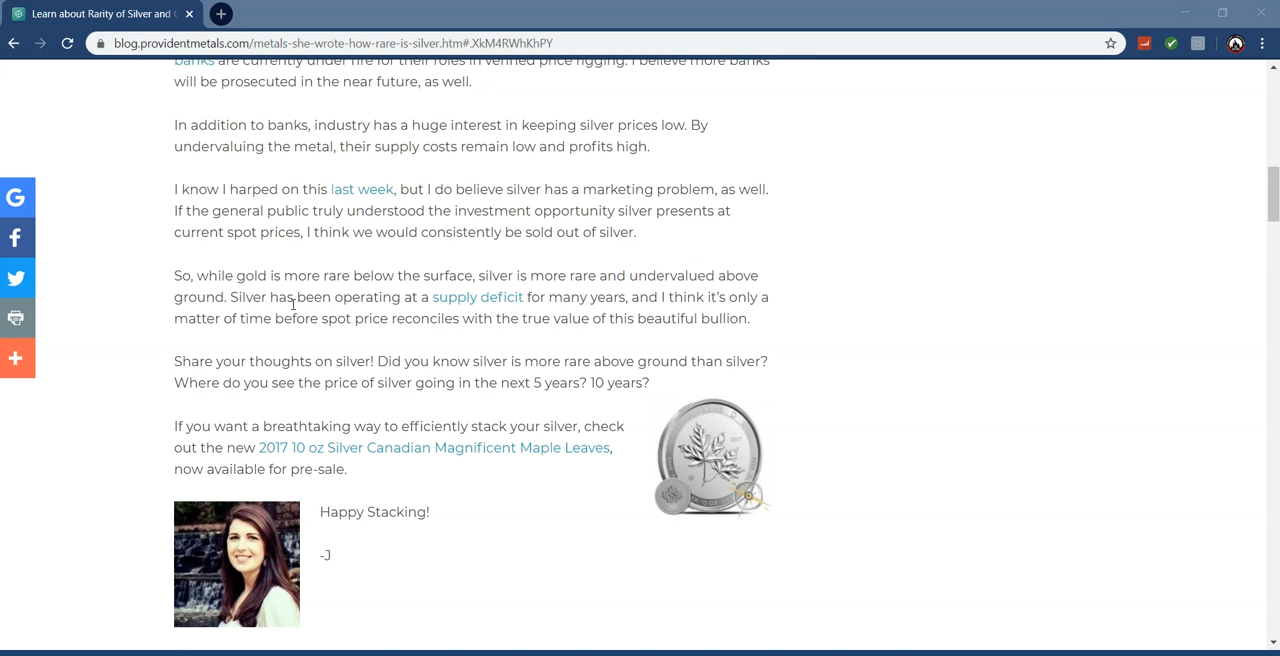 Learn about Rarity of Silver and
blog.providentmetals.com/metals-she-wrote-how-rare-is-silver.htm#.XkM4RWhKhPY
banks are currently under fire for their roles in verified price rigging. I believe more banks
will be prosecuted in the near future, as well.
In addition to banks, industry has a huge interest in keeping silver prices low. By
undervaluing the metal, their supply costs remain low and profits high.
I know I harped on this last week, but I do believe silver has a marketing problem, as well.
If the general public truly understood the investment opportunity silver presents at
current spot prices, I think we would consistently be sold out of silver.
So, while gold is more rare below the surface, silver is more rare and undervalued above
ground. Silver has been operating at a supply deficit for many years, and I think it's only a
matter of time before spot price reconciles with the true value of this beautiful bullion.
Share your thoughts on silver! Did you know silver is more rare above ground than silver?
Where do you see the price of silver going in the next 5 years? 10 years?
If you want a breathtaking way to efficiently stack your silver, check
out the new 2017 10 oz Silver Canadian Magnificent Maple Leaves,
now available for pre-sale.
2017
Happy Stacking!
-J